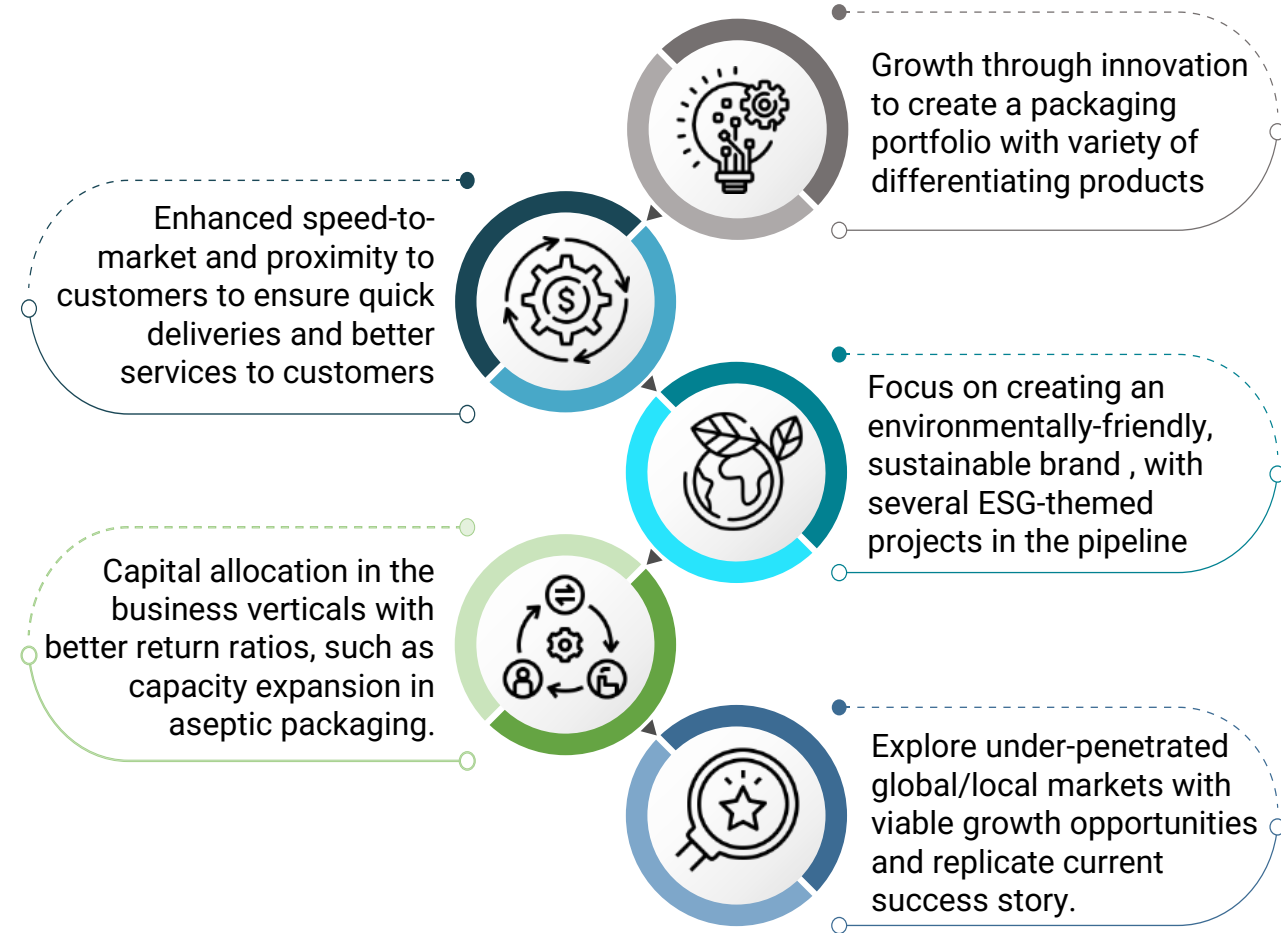 Growth through innovation
to create a packaging
portfolio with variety of
differentiating products
Enhanced speed-to-
market and proximity to
customers to ensure quick
deliveries and better
services to customers
Focus on creating an
environmentally-friendly,
sustainable brand , with
several ESG-themed
projects in the pipeline
Capital allocation in the
business verticals with
better return ratios, such as
capacity expansion in
aseptic packaging.
Explore under-penetrated
global/local markets with
viable growth opportunities
and replicate current
success story.
$